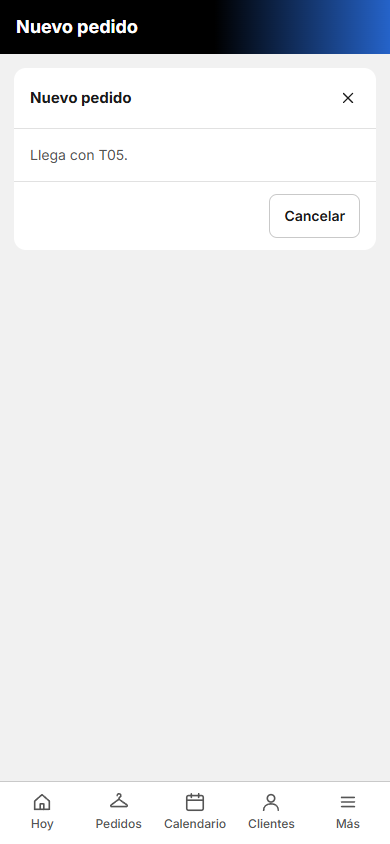 Nuevo pedido
Nuevo pedido
Llega con T05.
Cancelar
Hoy
Pedidos
Calendario
Clientes
Más